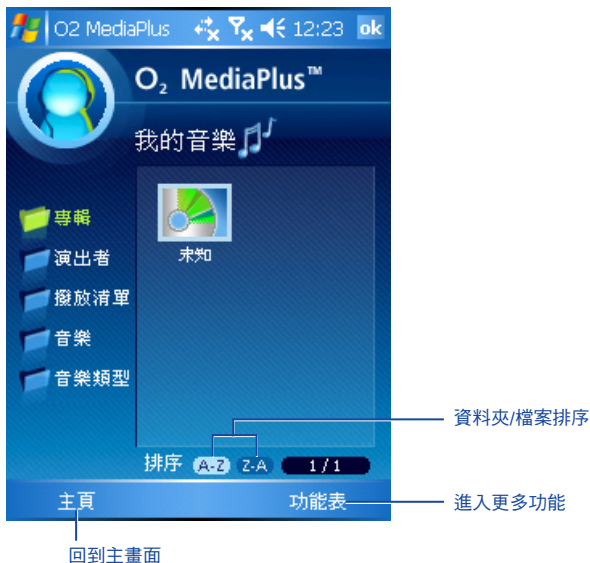 O2 MediaPlus 12:23 ok
O2 MediaPlus™
我的音樂
專輯
未知
演出者
撥放清單
音樂
音樂類型
資料夾/檔案排序
排序 A-Z Z-A 1/1
主頁 功能表
進入更多功能
回到主畫面